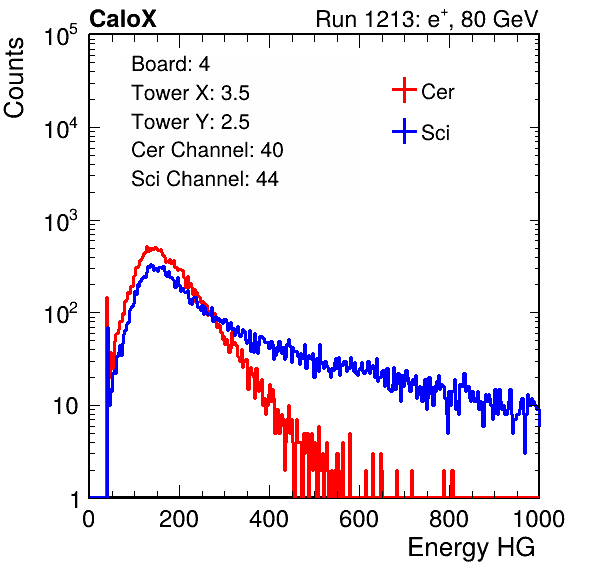 CaloX Run 1213: e⁺, 80 GeV
Counts
10⁵
10⁴
10³
10²
10
1
Board: 4
Tower X: 3.5
Tower Y: 2.5
Cer Channel: 40
Sci Channel: 44
Cer
Sci
0 200 400 600 800 1000
Energy HG